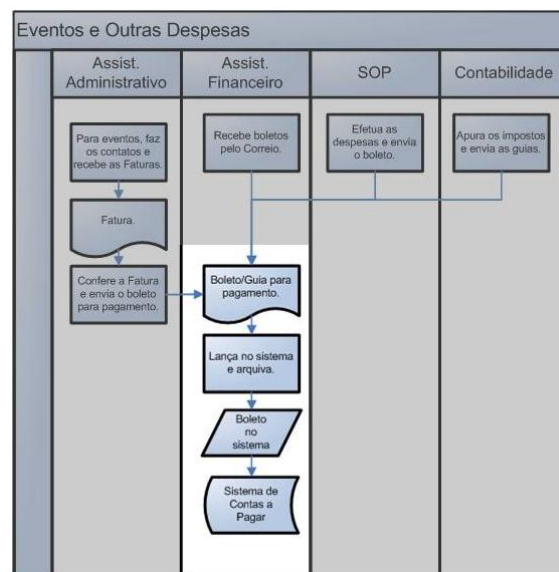 Eventos e Outras Despesas
Assist.
Administrativo
Assist.
Financeiro
SOP
Contabilidade
Para eventos, faz
os contatos e
recebe as Faturas.
Recebe boletos
pelo Correio.
Efetua as
despesas e envia
o boleto.
Apura os impostos
e envia as guias.
Fatura.
Confere a Fatura
e envia o boleto
para pagamento.
Boleto/Guia para
pagamento.
Lança no sistema
e arquiva.
Boleto
no
sistema
Sistema de
Contas a
Pagar